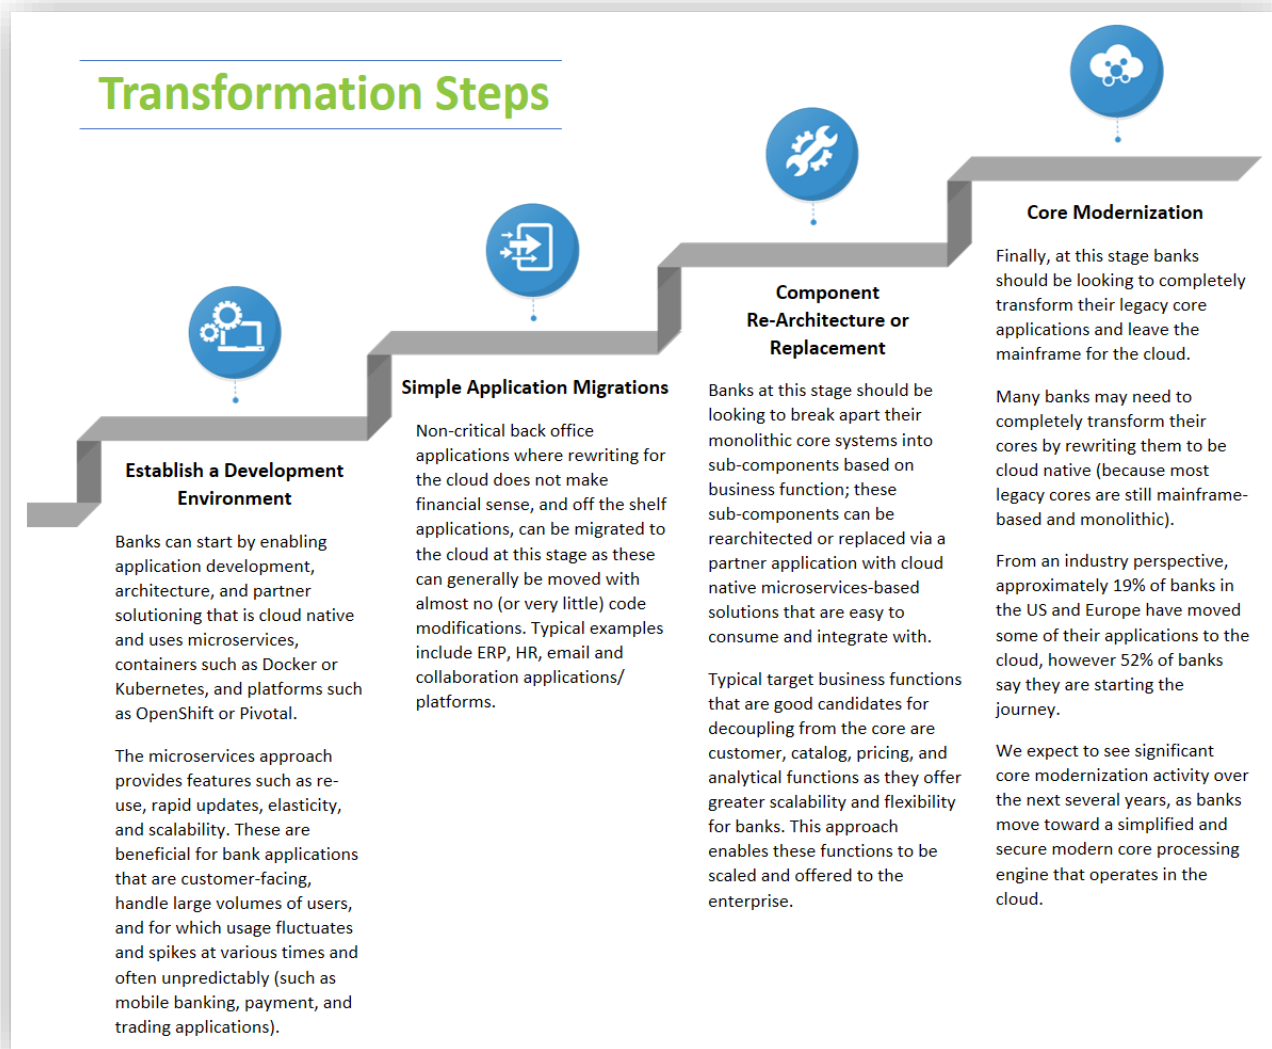 Transformation Steps
Establish a Development
Environment
Banks can start by enabling
application development,
architecture, and partner
solutioning that is cloud native
and uses microservices,
containers such as Docker or
Kubernetes, and platforms such
as OpenShift or Pivotal.
The microservices approach
provides features such as re-
use, rapid updates, elasticity,
and scalability. These are
beneficial for bank applications
that are customer-facing,
handle large volumes of users,
and for which usage fluctuates
and spikes at various times and
often unpredictably (such as
mobile banking, payment, and
trading applications).
Simple Application Migrations
Non-critical back office
applications where rewriting for
the cloud does not make
financial sense, and off the shelf
applications, can be migrated to
the cloud at this stage as these
can generally be moved with
almost no (or very little) code
modifications. Typical examples
include ERP, HR, email and
collaboration applications/
platforms.
Component
Re-Architecture or
Replacement
Banks at this stage should be
looking to break apart their
monolithic core systems into
sub-components based on
business function; these
sub-components can be
rearchitected or replaced via a
partner application with cloud
native microservices-based
solutions that are easy to
consume and integrate with.
Typical target business functions
that are good candidates for
decoupling from the core are
customer, catalog, pricing, and
analytical functions as they offer
greater scalability and flexibility
for banks. This approach
enables these functions to be
scaled and offered to the
enterprise.
Core Modernization
Finally, at this stage banks
should be looking to completely
transform their legacy core
applications and leave the
mainframe for the cloud.
Many banks may need to
completely transform their
cores by rewriting them to be
cloud native (because most
legacy cores are still mainframe-
based and monolithic).
From an industry perspective,
approximately 19% of banks in
the US and Europe have moved
some of their applications to the
cloud, however 52% of banks
say they are starting the
journey.
We expect to see significant
core modernization activity over
the next several years, as banks
move toward a simplified and
secure modern core processing
engine that operates in the
cloud.